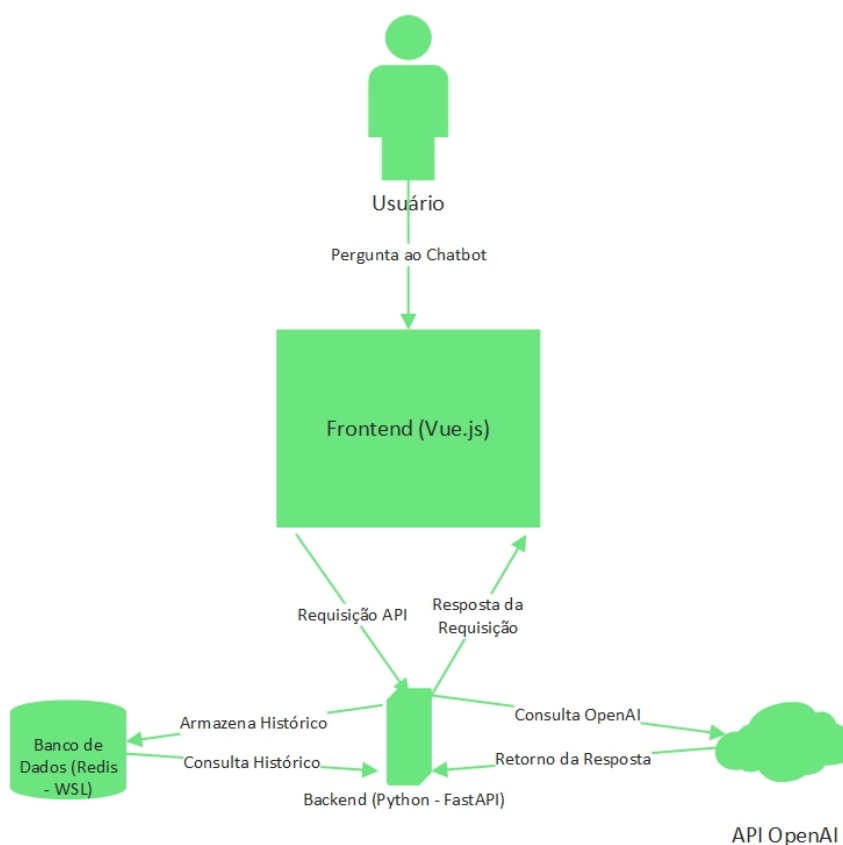 Usuário
Pergunta ao Chatbot
Frontend (Vue.js)
Requisição API
Resposta da
Requisição
Armazena Histórico
Consulta OpenAI
Banco de
Dados (Redis
- WSL)
Consulta Histórico
Retorno da Resposta
Backend (Python - FastAPI)
API OpenAI